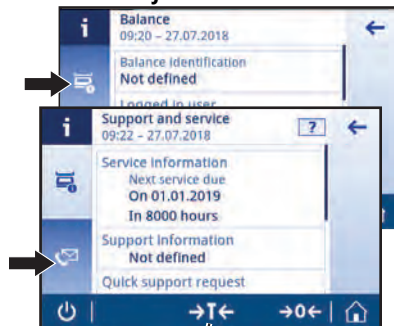 i
Balance
09:20 – 27.07.2018
Balance identification
Not defined
Logged in user
i
Support and service
09:22 – 27.07.2018
?
Service information
Next service due
On 01.01.2019
In 8000 hours
Support information
Not defined
Quick support request
→T←
→0←